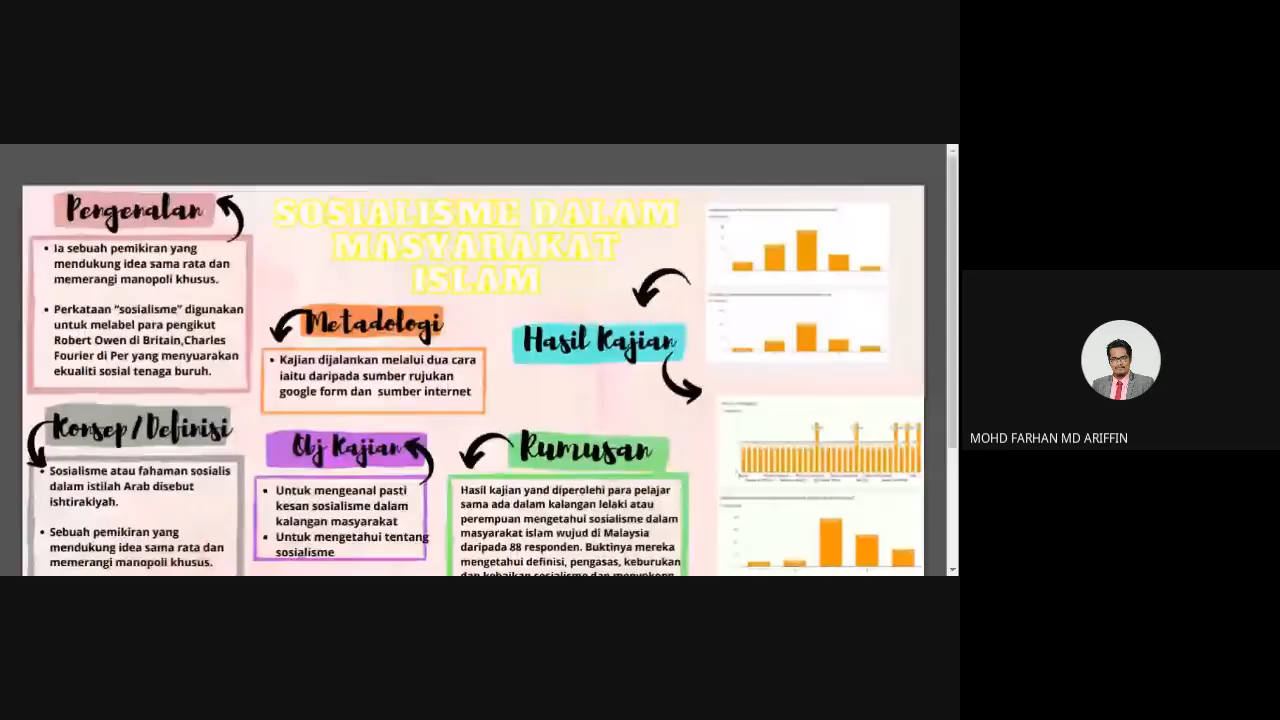 Pengenalan
Ia sebuah pemikiran yang
mendukung idea sama rata dan
memerangi manopoli khusus.
Perkataan “sosialisme” digunakan
untuk melabel para pengikut
Robert Owen di Britain,Charles
Fourier di Per yang menyuarakan
ekualiti sosial tenaga buruh.
Konsep/Definisi
Sosialisme atau fahaman sosialis
dalam istilah Arab disebut
ishtirakiyah.
Sebuah pemikiran yang
mendukung idea sama rata dan
memerangi manopoli khusus.
SOSIALISME DALAM
MASYARAKAT
ISLAM
Metadologi
Kajian dijalankan melalui dua cara
iaitu daripada sumber rujukan
google form dan sumber internet
Obj Kajian
Untuk mengeanal pasti
kesan sosialisme dalam
kalangan masyarakat
Untuk mengetahui tentang
sosialisme
Hasil Kajian
Rumusan
Hasil kajian yand diperolehi para pelajar
sama ada dalam kalangan lelaki atau
perempuan mengetahui sosialisme dalam
masyarakat islam wujud di Malaysia
daripada 88 responden. Buktinya mereka
mengetahui definisi, pengasas, keburukan
dan kebaikan sosialisme dan menyokong
MOHD FARHAN MD ARIFFIN